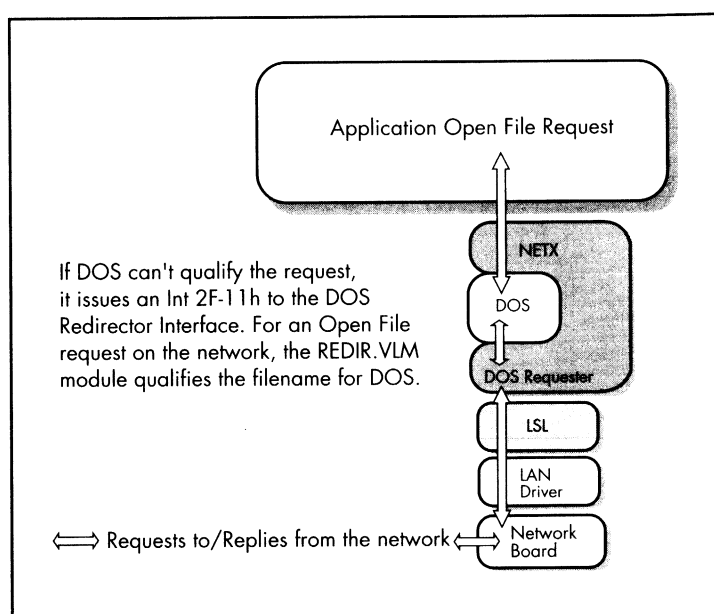 Application Open File Request
NETX
DOS
If DOS can't qualify the request,
it issues an Int 2F-11h to the DOS
Redirector Interface. For an Open File
request on the network, the REDIR.VLM
module qualifies the filename for DOS.
DOS Requester
LSL
LAN
Driver
Requests to/Replies from the network
Network
Board